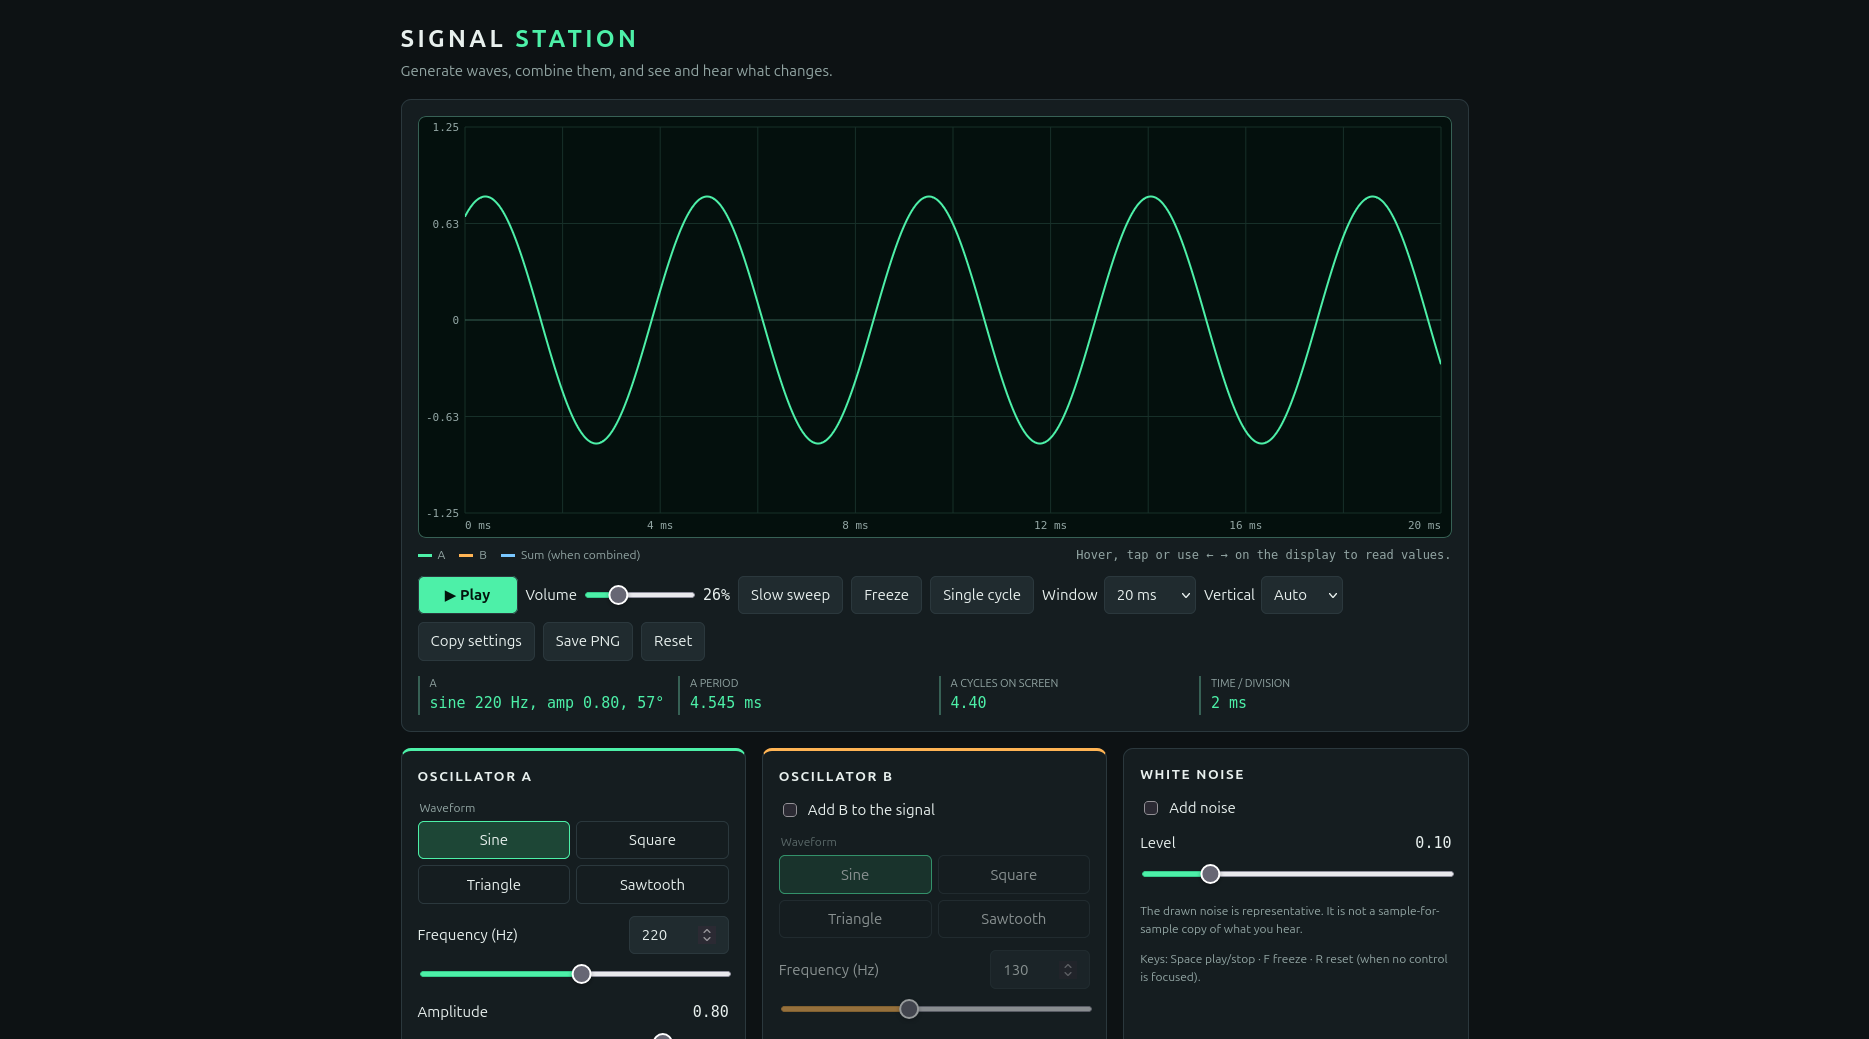 SIGNAL STATION
Generate waves, combine them, and see and hear what changes.
1.25
0.63
0
-0.63
-1.25
0 ms 4 ms 8 ms 12 ms 16 ms 20 ms
A B Sum (when combined) Hover, tap or use ← → on the display to read values.
▶ Play Volume 26% Slow sweep Freeze Single cycle Window 20 ms Vertical Auto
Copy settings Save PNG Reset
A A PERIOD A CYCLES ON SCREEN TIME / DIVISION
sine 220 Hz, amp 0.80, 57° 4.545 ms 4.40 2 ms
OSCILLATOR A
Waveform
Sine Square
Triangle Sawtooth
Frequency (Hz) 220
Amplitude 0.80
OSCILLATOR B
Add B to the signal
Waveform
Sine Square
Triangle Sawtooth
Frequency (Hz) 130
WHITE NOISE
Add noise
Level 0.10
The drawn noise is representative. It is not a sample-for-
sample copy of what you hear.
Keys: Space play/stop · F freeze · R reset (when no control
is focused).